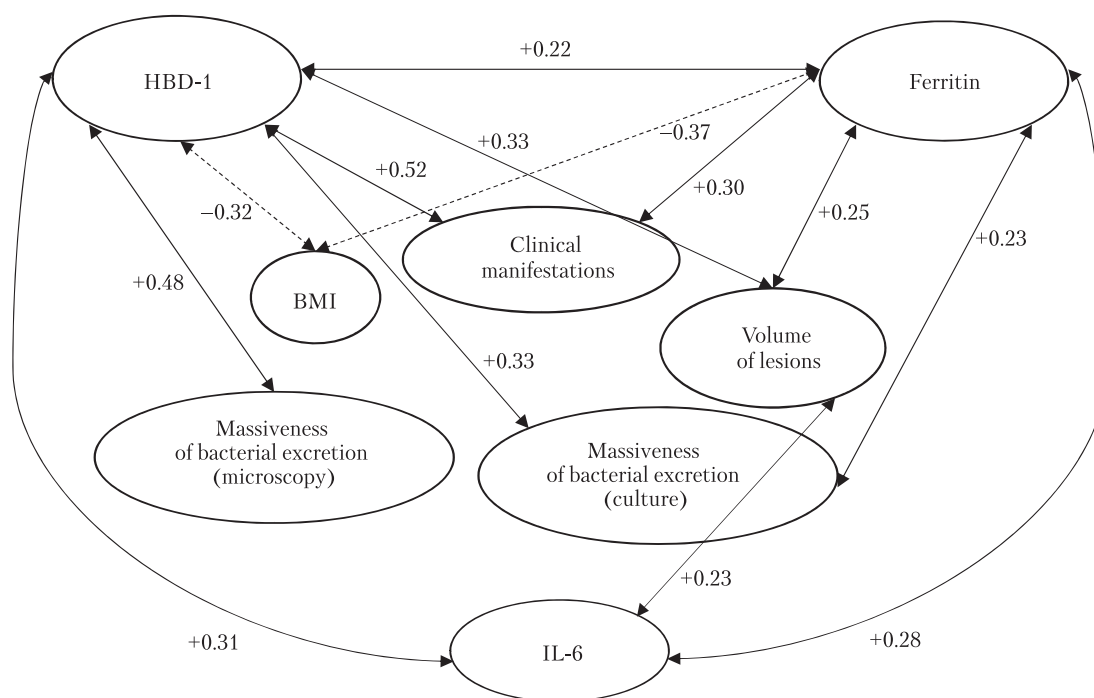 +0.22
HBD-1
Ferritin
−0.37
+0.33
+0.52
+0.30
−0.32
+0.25
+0.23
Clinical
manifestations
+0.48
BMI
Volume
of lesions
+0.33
Massiveness
of bacterial excretion
(microscopy)
Massiveness
of bacterial excretion
(culture)
+0.23
+0.31
IL-6
+0.28